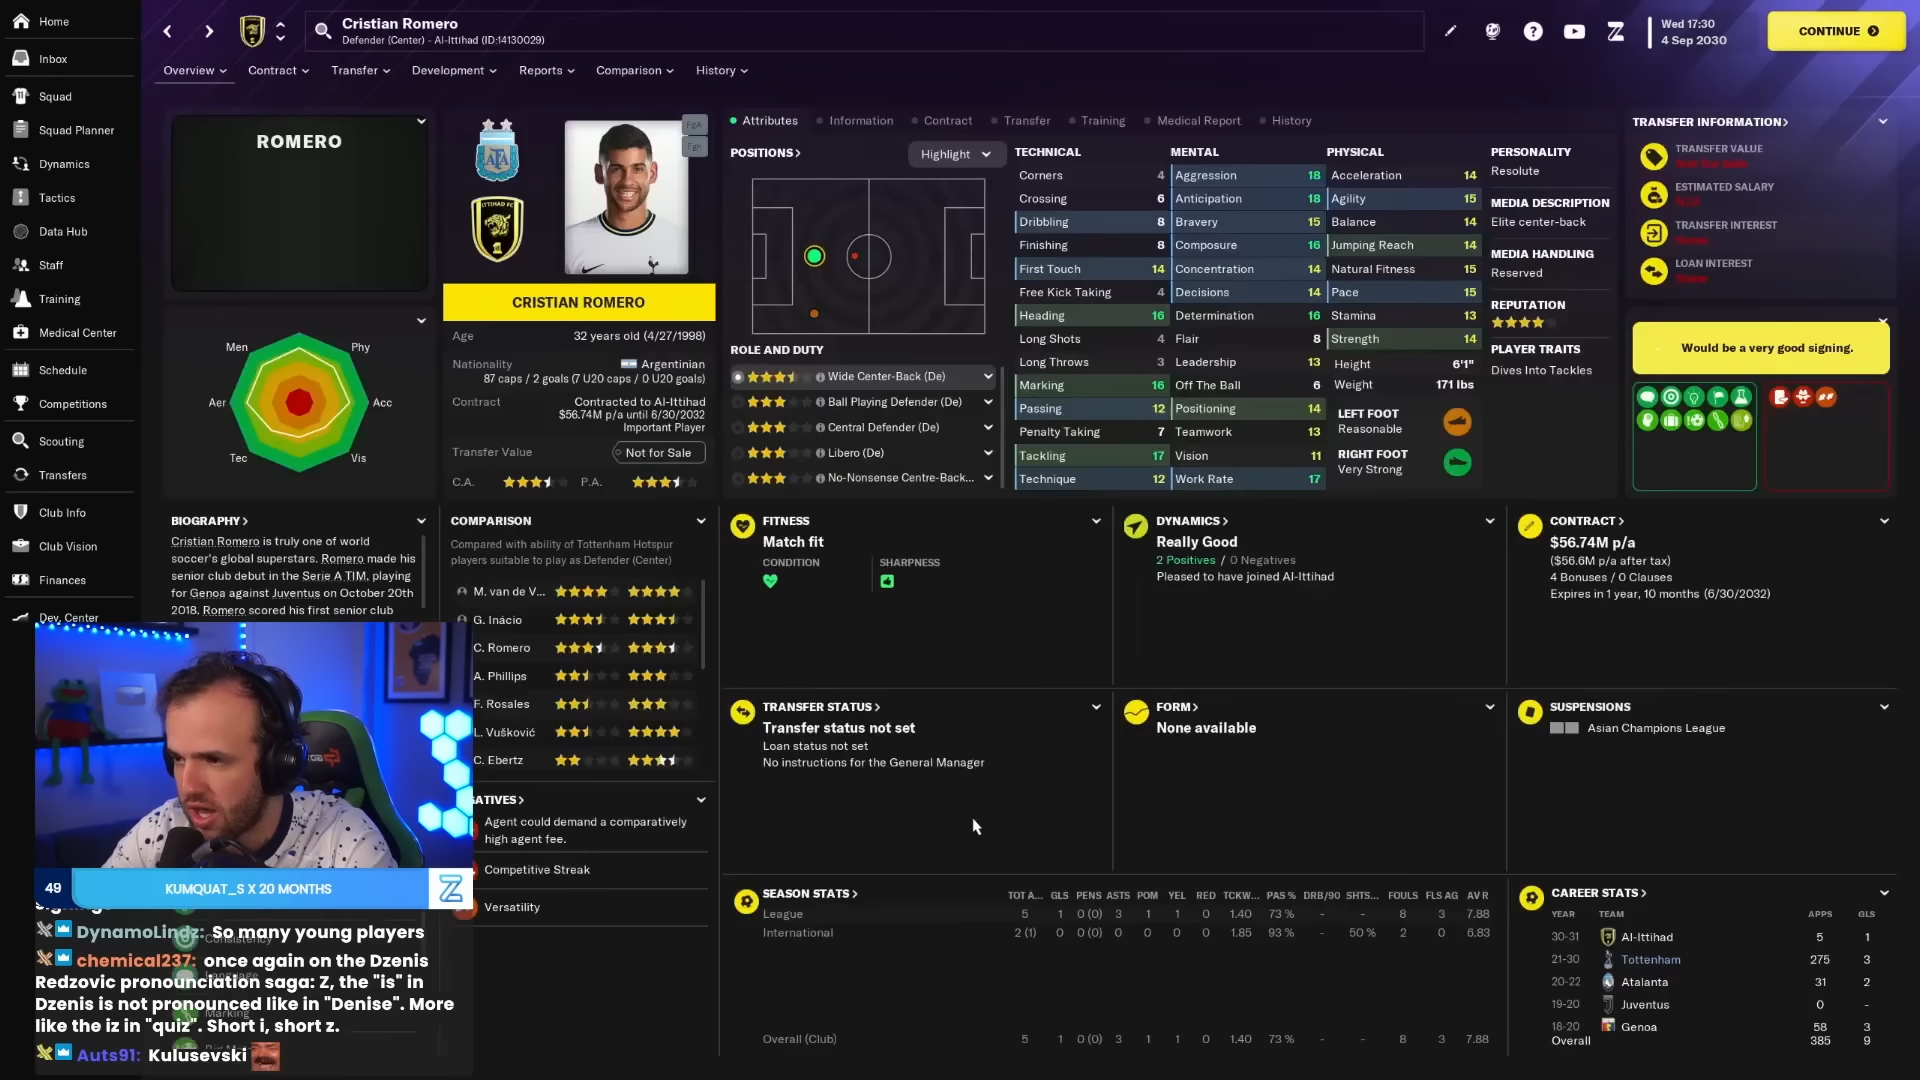 Home
Inbox
Squad
Squad Planner
Dynamics
Tactics
Data Hub
Staff
Training
Medical Center
Schedule
Competitions
Scouting
Transfers
Club Info
Club Vision
Finances
Dev. Center
Cristian Romero
Defender (Center) - Al-Ittihad (ID:14130029)
Wed 17:30
4 Sep 2030
CONTINUE
Overview
Contract
Transfer
Development
Reports
Comparison
History
ROMERO
Men
Phy
Aer
Acc
Tec
Vis
FgA
Fgn
ITTIHAD FC
CRISTIAN ROMERO
Age 32 years old (4/27/1998)
Nationality Argentinian
87 caps / 2 goals (7 U20 caps / 0 U20 goals)
Contract Contracted to Al-Ittihad
$56.74M p/a until 6/30/2032
Important Player
Transfer Value Not for Sale
C.A. P.A.
Attributes
Information
Contract
Transfer
Training
Medical Report
History
POSITIONS
Highlight
ROLE AND DUTY
Wide Center-Back (De)
Ball Playing Defender (De)
Central Defender (De)
Libero (De)
No-Nonsense Centre-Back...
TECHNICAL
Corners 4
Crossing 6
Dribbling 8
Finishing 8
First Touch 14
Free Kick Taking 4
Heading 16
Long Shots 4
Long Throws 3
Marking 16
Passing 12
Penalty Taking 7
Tackling 17
Technique 12
MENTAL
Aggression 18
Anticipation 18
Bravery 15
Composure 16
Concentration 14
Decisions 14
Determination 16
Flair 8
Leadership 13
Off The Ball 6
Positioning 14
Teamwork 13
Vision 11
Work Rate 17
PHYSICAL
Acceleration 14
Agility 15
Balance 14
Jumping Reach 14
Natural Fitness 15
Pace 15
Stamina 13
Strength 14
Height 6'1"
Weight 171 lbs
LEFT FOOT
Reasonable
RIGHT FOOT
Very Strong
PERSONALITY
Resolute
MEDIA DESCRIPTION
Elite center-back
MEDIA HANDLING
Reserved
REPUTATION
PLAYER TRAITS
Dives Into Tackles
TRANSFER INFORMATION
TRANSFER VALUE
Not for Sale
ESTIMATED SALARY
TRANSFER INTEREST
LOAN INTEREST
Would be a very good signing.
BIOGRAPHY
Cristian Romero is truly one of world
soccer's global superstars. Romero made his
senior club debut in the Serie A TIM, playing
for Genoa against Juventus on October 20th
2018. Romero scored his first senior club
COMPARISON
Compared with ability of Tottenham Hotspur
players suitable to play as Defender (Center)
M. van de V...
G. Inácio
C. Romero
A. Phillips
F. Rosales
L. Vušković
C. Ebertz
ATIVES
Agent could demand a comparatively
high agent fee.
Competitive Streak
Versatility
FITNESS
Match fit
CONDITION
SHARPNESS
DYNAMICS
Really Good
2 Positives / 0 Negatives
Pleased to have joined Al-Ittihad
CONTRACT
$56.74M p/a
($56.6M p/a after tax)
4 Bonuses / 0 Clauses
Expires in 1 year, 10 months (6/30/2032)
TRANSFER STATUS
Transfer status not set
Loan status not set
No instructions for the General Manager
FORM
None available
SUSPENSIONS
Asian Champions League
SEASON STATS TOT A... GLS PENS ASTS POM YEL RED TCKW... PAS % DRB/90 SHTS... FOULS FLS AG AV R
League 5 1 0 (0) 3 1 1 0 1.40 73 % - - 8 3 7.88
International 2 (1) 0 0 (0) 0 0 0 0 1.85 93 % - 50 % 2 0 6.83
Overall (Club) 5 1 0 (0) 3 1 1 0 1.40 73 % - - 8 3 7.88
CAREER STATS
YEAR TEAM APPS GLS
30-31 Al-Ittihad 5 1
21-30 Tottenham 275 3
20-22 Atalanta 31 2
19-20 Juventus 0 -
18-20 Genoa 58 3
Overall 385 9
49 KUMQUAT_S X 20 MONTHS Z
DynamoLindz: So many young players
Consistency
chemical237: once again on the Dzenis
Redzovic pronounciation saga: Z, the "is" in
Language
Dzenis is not pronounced like in "Denise". More
Marking
like the iz in "quiz". Short i, short z.
Auts91: Kulusevski